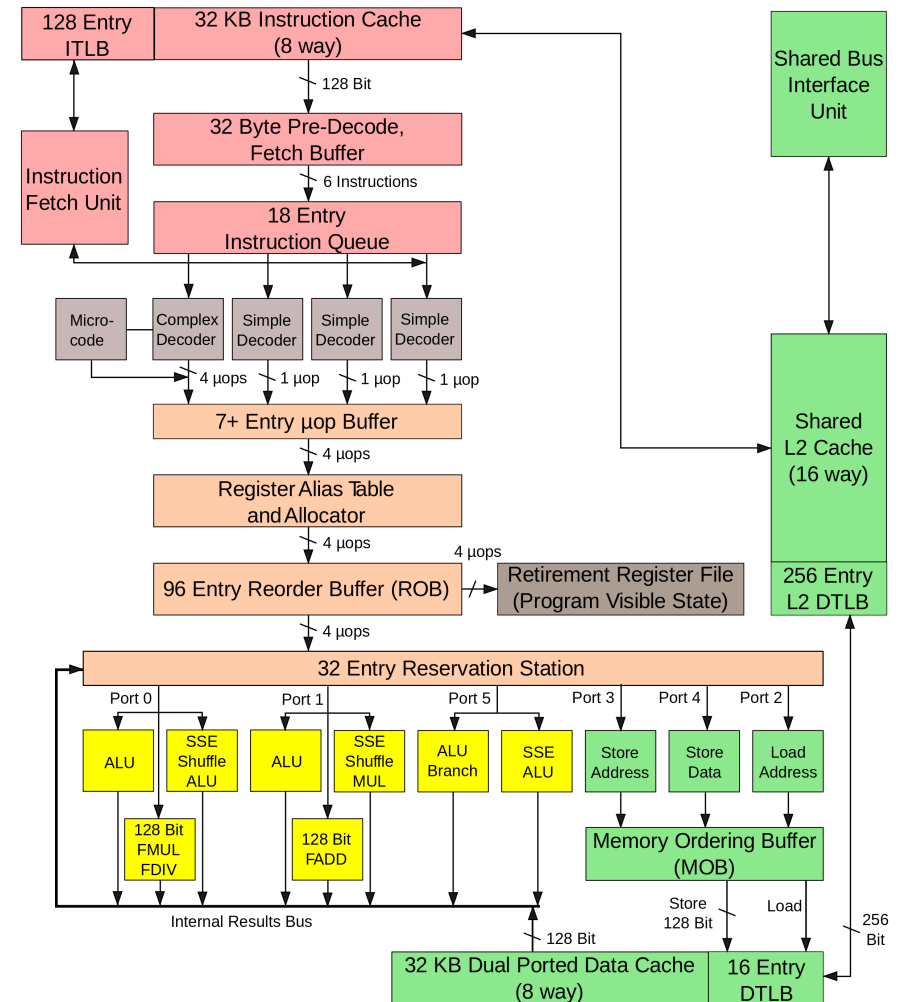 128 Entry
ITLB
32 KB Instruction Cache
(8 way)
Shared Bus
Interface
Unit
128 Bit
32 Byte Pre-Decode,
Fetch Buffer
Instruction
Fetch Unit
6 Instructions
18 Entry
Instruction Queue
Micro-
code
Complex
Decoder
Simple
Decoder
Simple
Decoder
Simple
Decoder
4 µops
1 µop
1 µop
1 µop
7+ Entry µop Buffer
Shared
L2 Cache
(16 way)
4 µops
Register Alias Table
and Allocator
4 µops
4 µops
96 Entry Reorder Buffer (ROB)
Retirement Register File
(Program Visible State)
256 Entry
L2 DTLB
4 µops
32 Entry Reservation Station
Port 0
Port 1
Port 5
Port 3
Port 4
Port 2
ALU
SSE
Shuffle
ALU
ALU
SSE
Shuffle
MUL
ALU
Branch
SSE
ALU
Store
Address
Store
Data
Load
Address
128 Bit
FMUL
FDIV
128 Bit
FADD
Memory Ordering Buffer
(MOB)
Internal Results Bus
Store
128 Bit
Load
256
Bit
128 Bit
32 KB Dual Ported Data Cache
(8 way)
16 Entry
DTLB